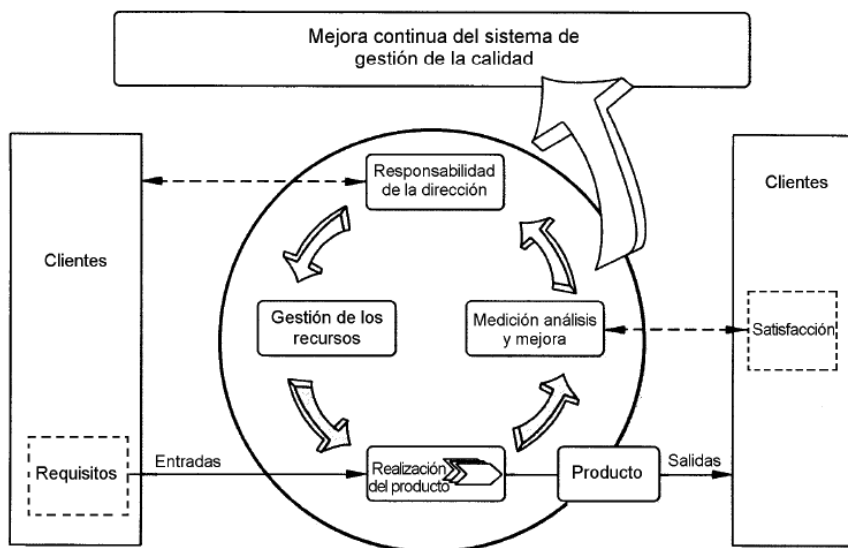 Mejora continua del sistema de
gestión de la calidad
Responsabilidad
de la dirección
Clientes
Clientes
Gestión de los
recursos
Medición análisis
y mejora
Satisfacción
Requisitos
Entradas
Realización
del producto
Producto
Salidas